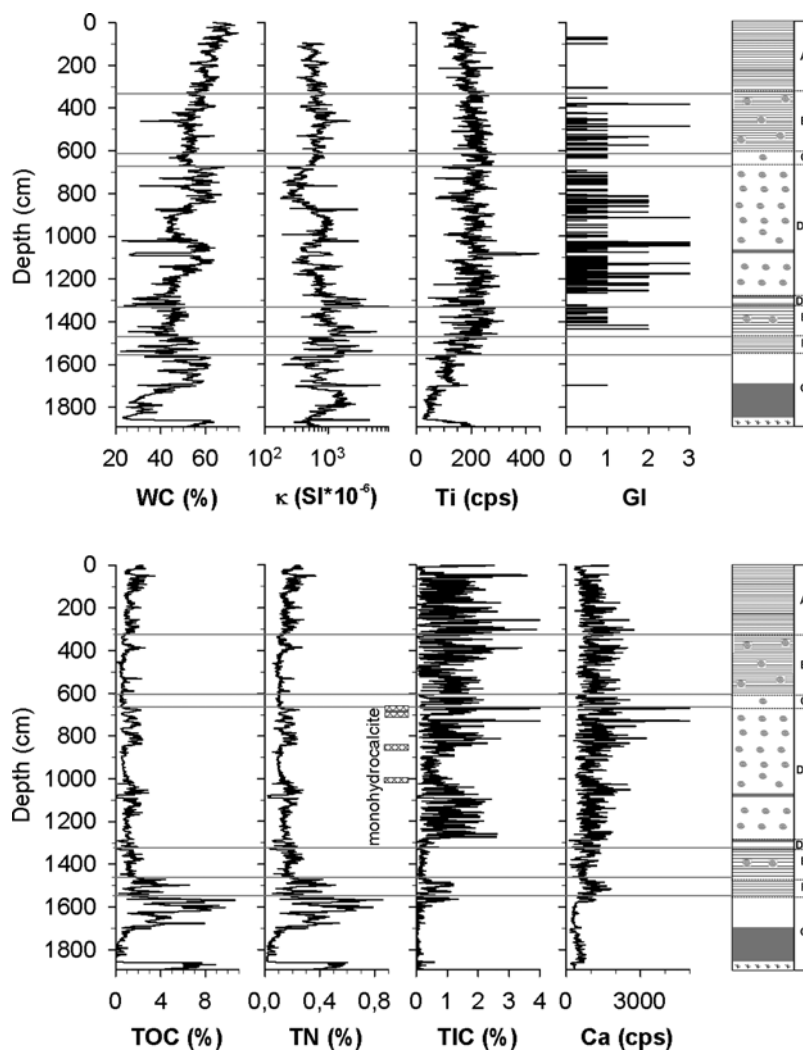 0
200
400
600
800
1000
1200
1400
1600
1800
Depth (cm)
20 40 60
10² 10³
0 200 400
0 1 2 3
WC (%)
κ (SI*10⁻⁶)
Ti (cps)
GI
A
D
D
0
200
400
600
800
1000
1200
1400
1600
1800
Depth (cm)
monohydrocalcite
0 4 8
0,0 0,4 0,8
0 1 2 3 4
0 3000
TOC (%)
TN (%)
TIC (%)
Ca (cps)
A
D
D